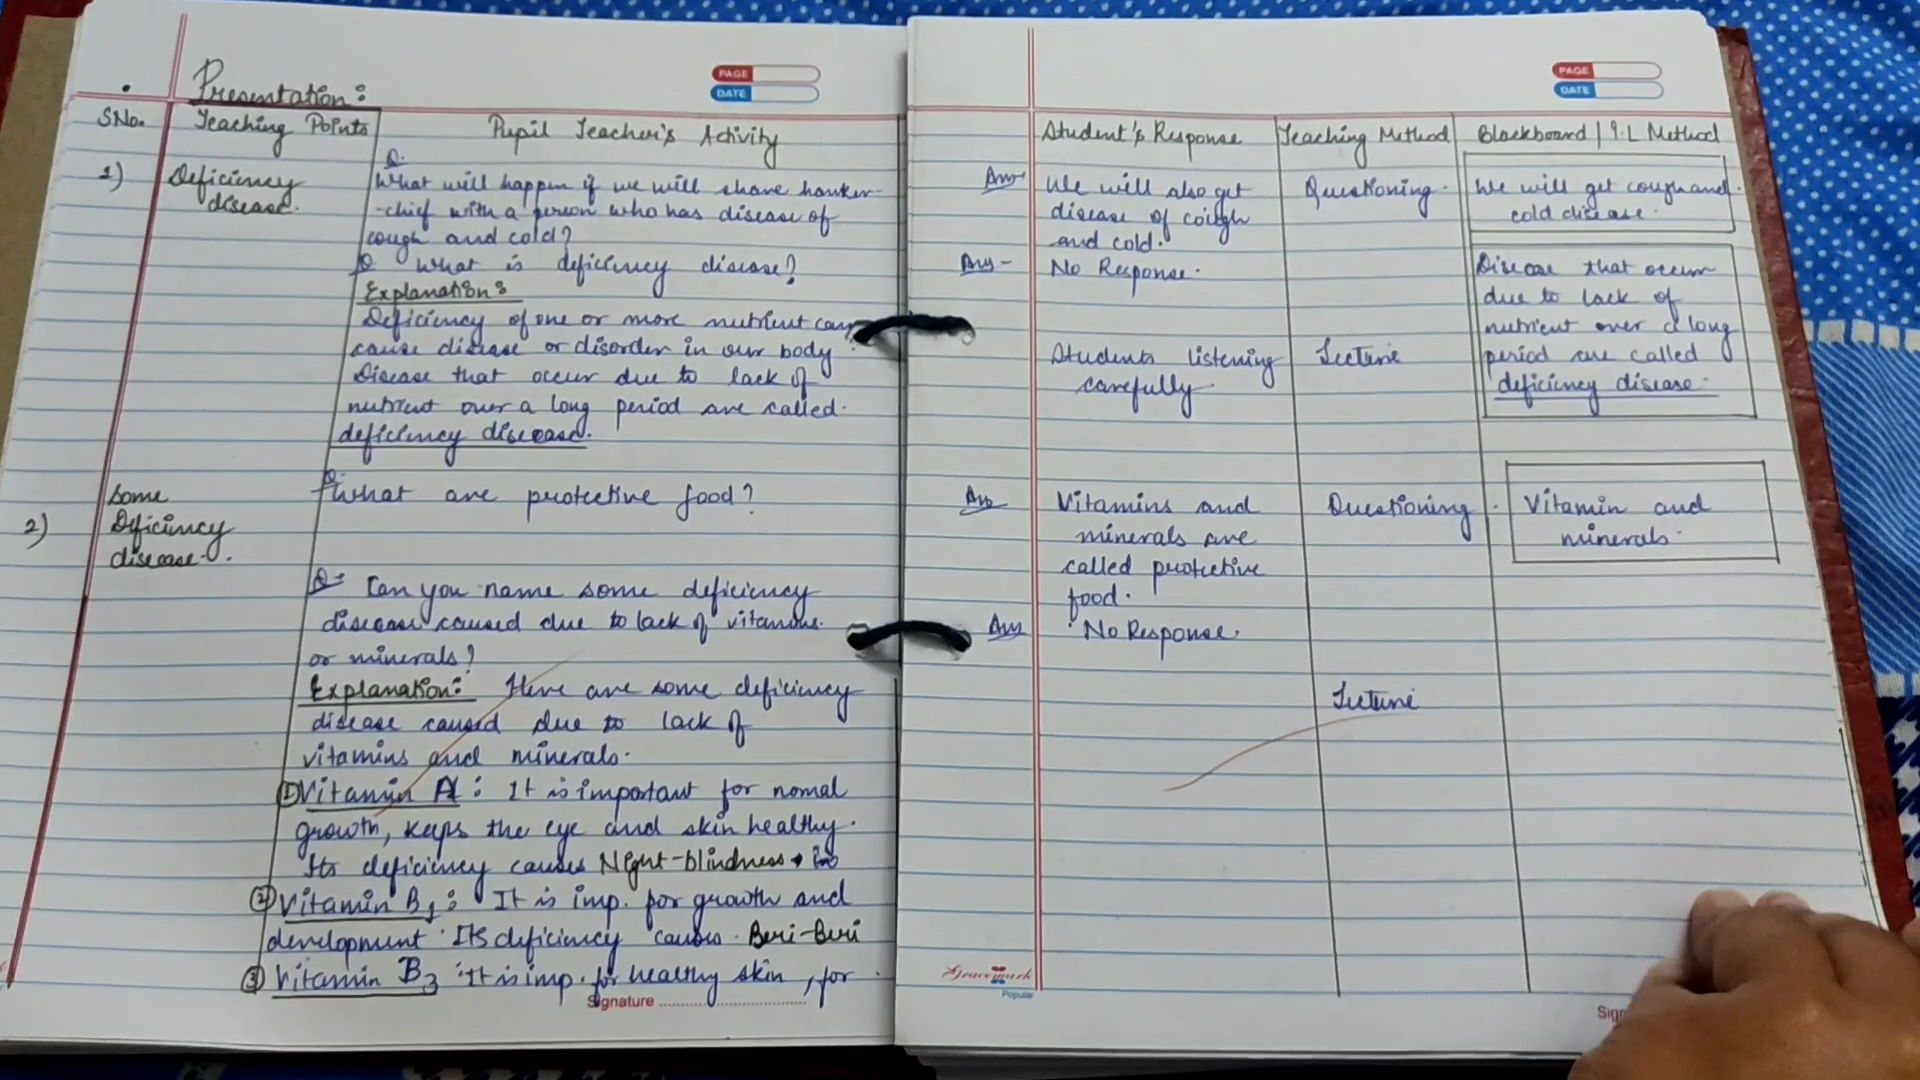 Presentation:
PAGE
DATE
SNo.
Teaching Points
Pupil Teacher's Activity
1)
Deficiency
disease.
Q.
What will happen if we will share hanker-
-chief with a person who has disease of
cough and cold?
Q What is deficiency disease?
Explanation:
Deficiency of one or more nutrient can
cause disease or disorder in our body.
Disease that occur due to lack of
nutrient over a long period are called.
deficiency disease.
2)
Some
Deficiency
disease.
Q
What are protective food?
Q: Can you name some deficiency
disease caused due to lack of vitamins.
or minerals?
Explanation: Here are some deficiency
disease caused due to lack of
vitamins and minerals.
① Vitamin A: It is important for nomal
growth, keeps the eye and skin healthy.
Its deficiency causes Night-blindness
② Vitamin B1: It is imp. for growth and
development. Its deficiency causes. Beri-Beri
③ Vitamin B3 It is imp. for healthy skin, for
Signature
PAGE
DATE
Student's Response
Teaching Method
Blackboard | Method
Ans We will also get
disease of cough
and cold.
Questioning.
We will get cough and
cold disease.
Ans- No Response.
Disease that occur
due to lack of
nutrient over a long
period are called
deficiency disease.
Students listening
carefully.
Lecture
Ans Vitamins and
minerals are
called protective
food.
Questioning
Vitamin and
minerals.
Ans No Response.
Lecture
Gracemark
Popular